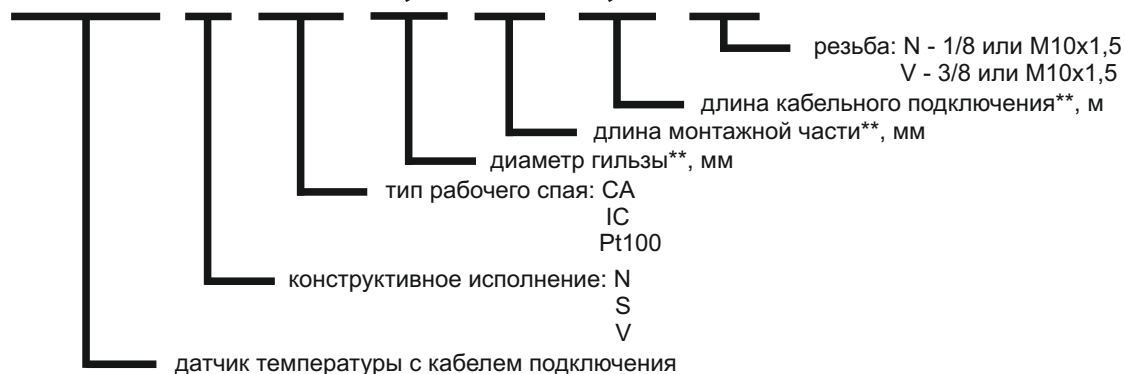 резьба: N - 1/8 или M10x1,5
V - 3/8 или M10x1,5
длина кабельного подключения**, м
длина монтажной части**, мм
диаметр гильзы**, мм
тип рабочего спая: CA
IC
Pt100
конструктивное исполнение: N
S
V
датчик температуры с кабелем подключения